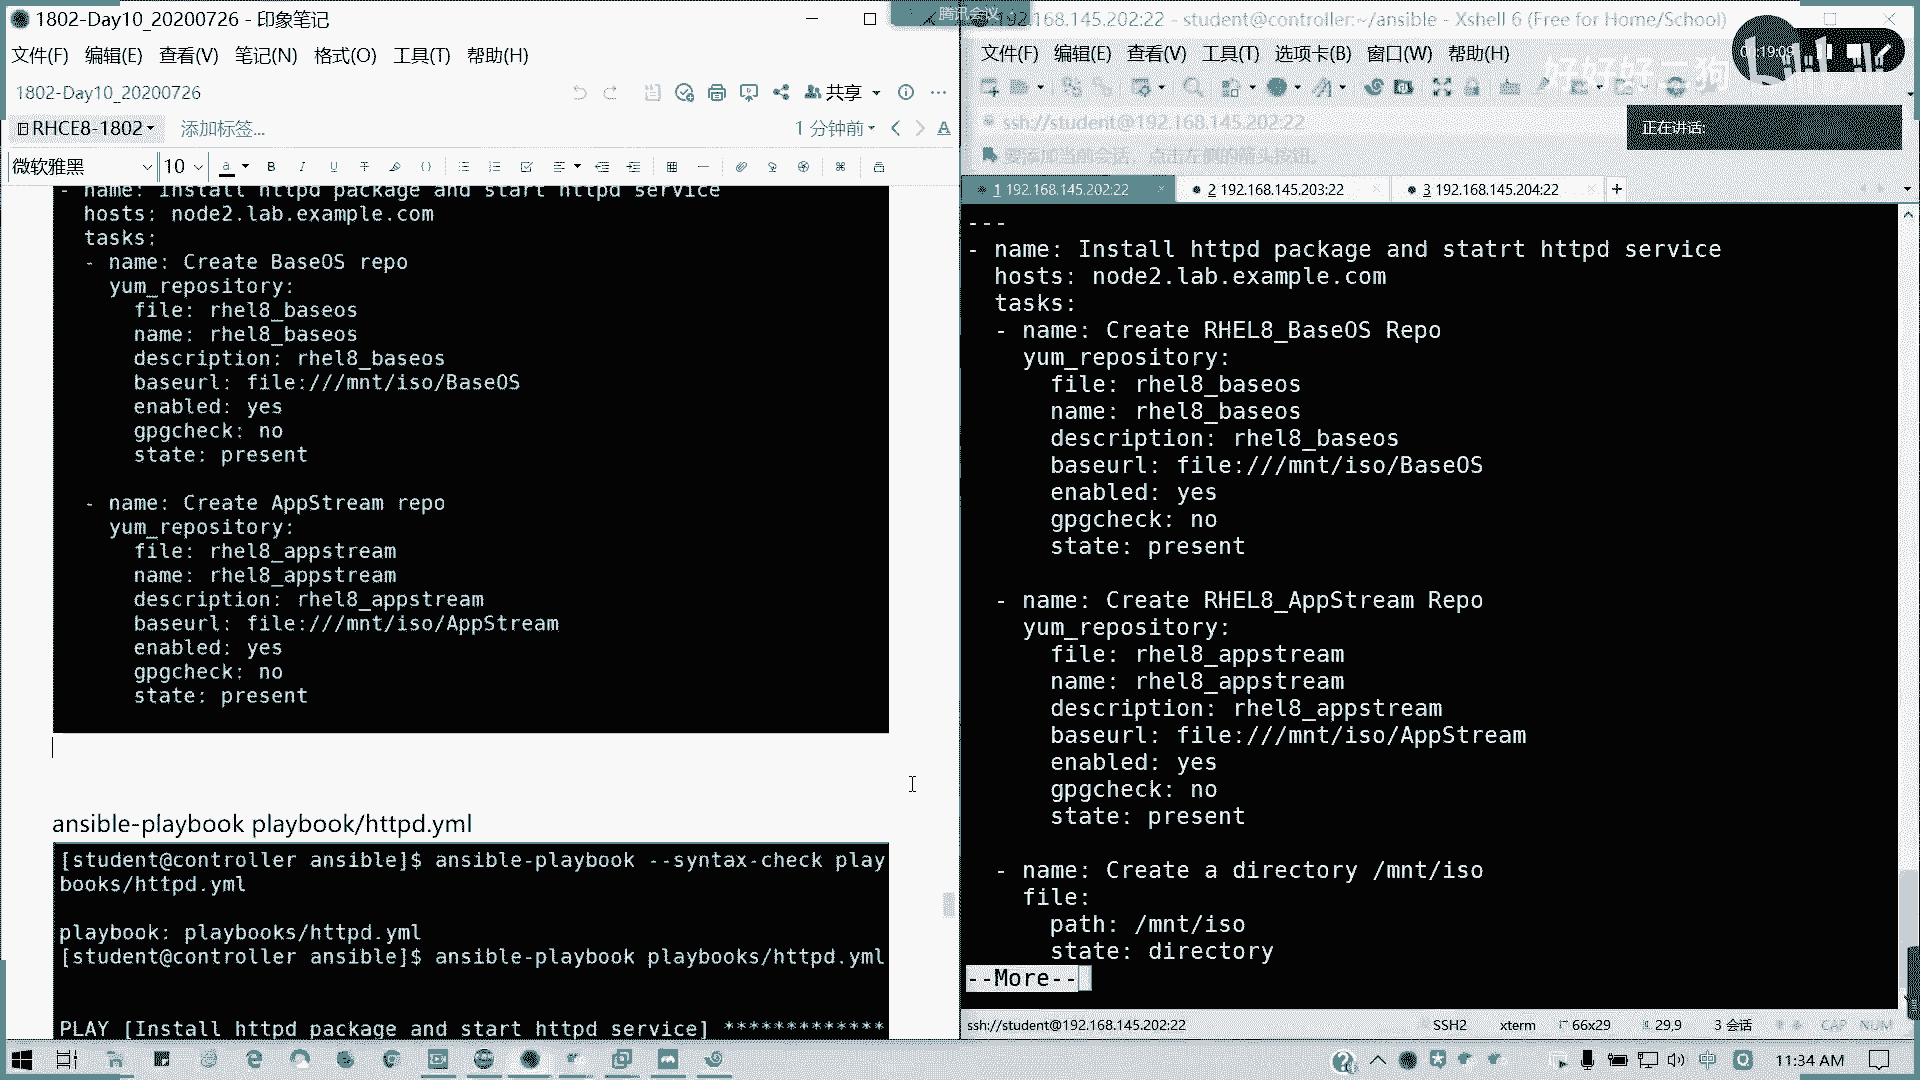 1802-Day10_20200726 - 印象笔记
文件(F) 编辑(E) 查看(V) 笔记(N) 格式(O) 工具(T) 帮助(H)
1802-Day10_20200726
共享
RHCE8-1802
添加标签...
1 分钟前
微软雅黑
10
- name: Install httpd package and start httpd service
hosts: node2.lab.example.com
tasks:
- name: Create BaseOS repo
yum_repository:
file: rhel8_baseos
name: rhel8_baseos
description: rhel8_baseos
baseurl: file:///mnt/iso/BaseOS
enabled: yes
gpgcheck: no
state: present
- name: Create AppStream repo
yum_repository:
file: rhel8_appstream
name: rhel8_appstream
description: rhel8_appstream
baseurl: file:///mnt/iso/AppStream
enabled: yes
gpgcheck: no
state: present
ansible-playbook playbook/httpd.yml
[student@controller ansible]$ ansible-playbook --syntax-check play
books/httpd.yml
playbook: playbooks/httpd.yml
[student@controller ansible]$ ansible-playbook playbooks/httpd.yml
PLAY [Install httpd package and start httpd service] *************
腾讯会议
192.168.145.202:22 - student@controller:~/ansible - Xshell 6 (Free for Home/School)
文件(F) 编辑(E) 查看(V) 工具(T) 选项卡(B) 窗口(W) 帮助(H)
好好好二狗
正在讲话:
ssh://student@192.168.145.202:22
要添加当前会话，点击左侧的箭头按钮。
1 192.168.145.202:22
2 192.168.145.203:22
3 192.168.145.204:22
---
- name: Install httpd package and statrt httpd service
hosts: node2.lab.example.com
tasks:
- name: Create RHEL8_BaseOS Repo
yum_repository:
file: rhel8_baseos
name: rhel8_baseos
description: rhel8_baseos
baseurl: file:///mnt/iso/BaseOS
enabled: yes
gpgcheck: no
state: present
- name: Create RHEL8_AppStream Repo
yum_repository:
file: rhel8_appstream
name: rhel8_appstream
description: rhel8_appstream
baseurl: file:///mnt/iso/AppStream
enabled: yes
gpgcheck: no
state: present
- name: Create a directory /mnt/iso
file:
path: /mnt/iso
state: directory
--More--
ssh://student@192.168.145.202:22
SSH2
xterm
66x29
29,9
3 会话
CAP NUM
中
11:34 AM